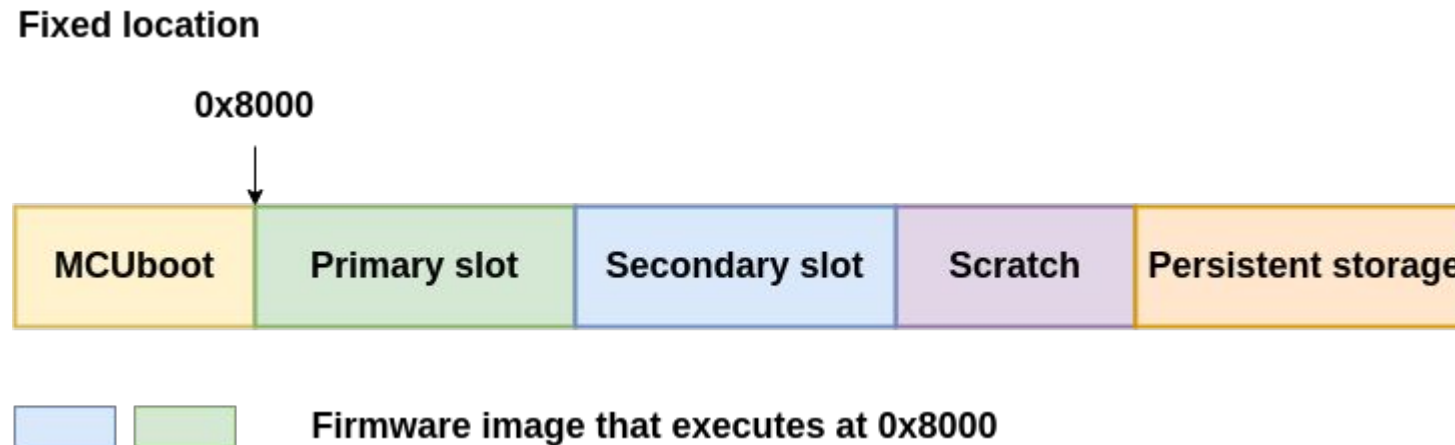 Fixed location
0x8000
MCUboot Primary slot Secondary slot Scratch Persistent storage
Firmware image that executes at 0x8000